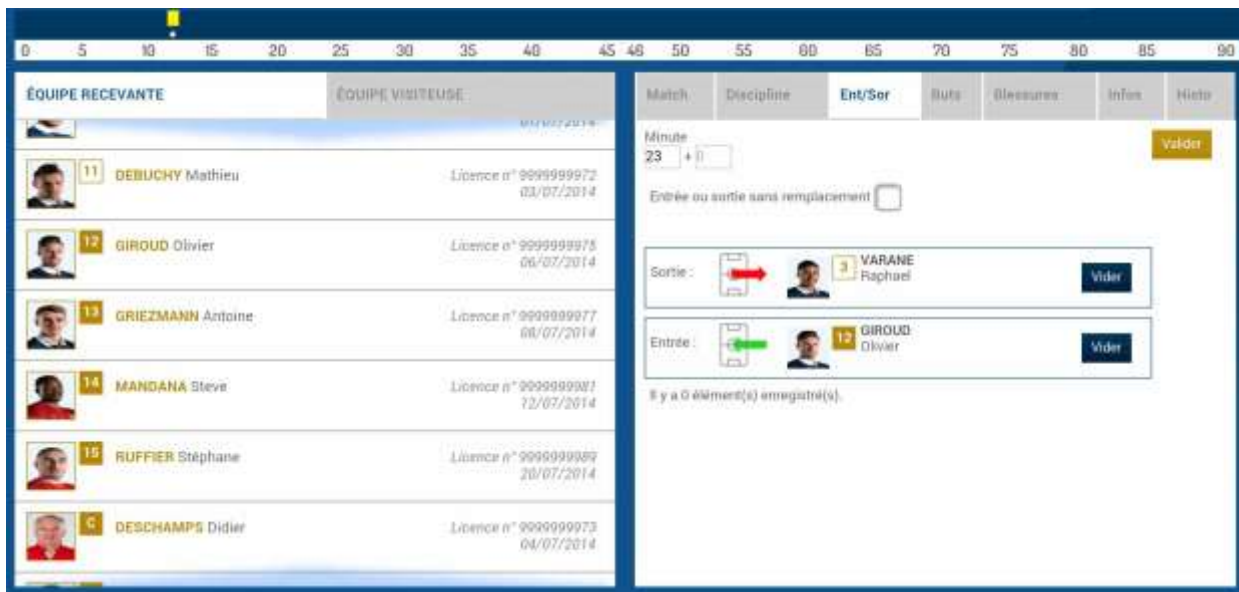 0 5 10 15 20 25 30 35 40 45 46 50 55 60 65 70 75 80 85 90
ÉQUIPE RECEVANTE
ÉQUIPE VISITEUSE
01/07/2014
11 DEBUCHY Mathieu
Licence n° 9999999972
03/07/2014
12 GIROUD Olivier
Licence n° 9999999975
06/07/2014
13 GRIEZMANN Antoine
Licence n° 9999999977
08/07/2014
14 MANDANA Steve
Licence n° 9999999981
12/07/2014
15 RUFFIER Stéphane
Licence n° 9999999989
20/07/2014
C DESCHAMPS Didier
Licence n° 9999999973
04/07/2014
Match Discipline Ent/Sor Buts Blessures Infos Histo
Minute
23 + 0
Valider
Entrée ou sortie sans remplacement
Sortie : 3 VARANE
Raphael
Vider
Entrée : 12 GIROUD
Olivier
Vider
Il y a 0 élément(s) enregistré(s).